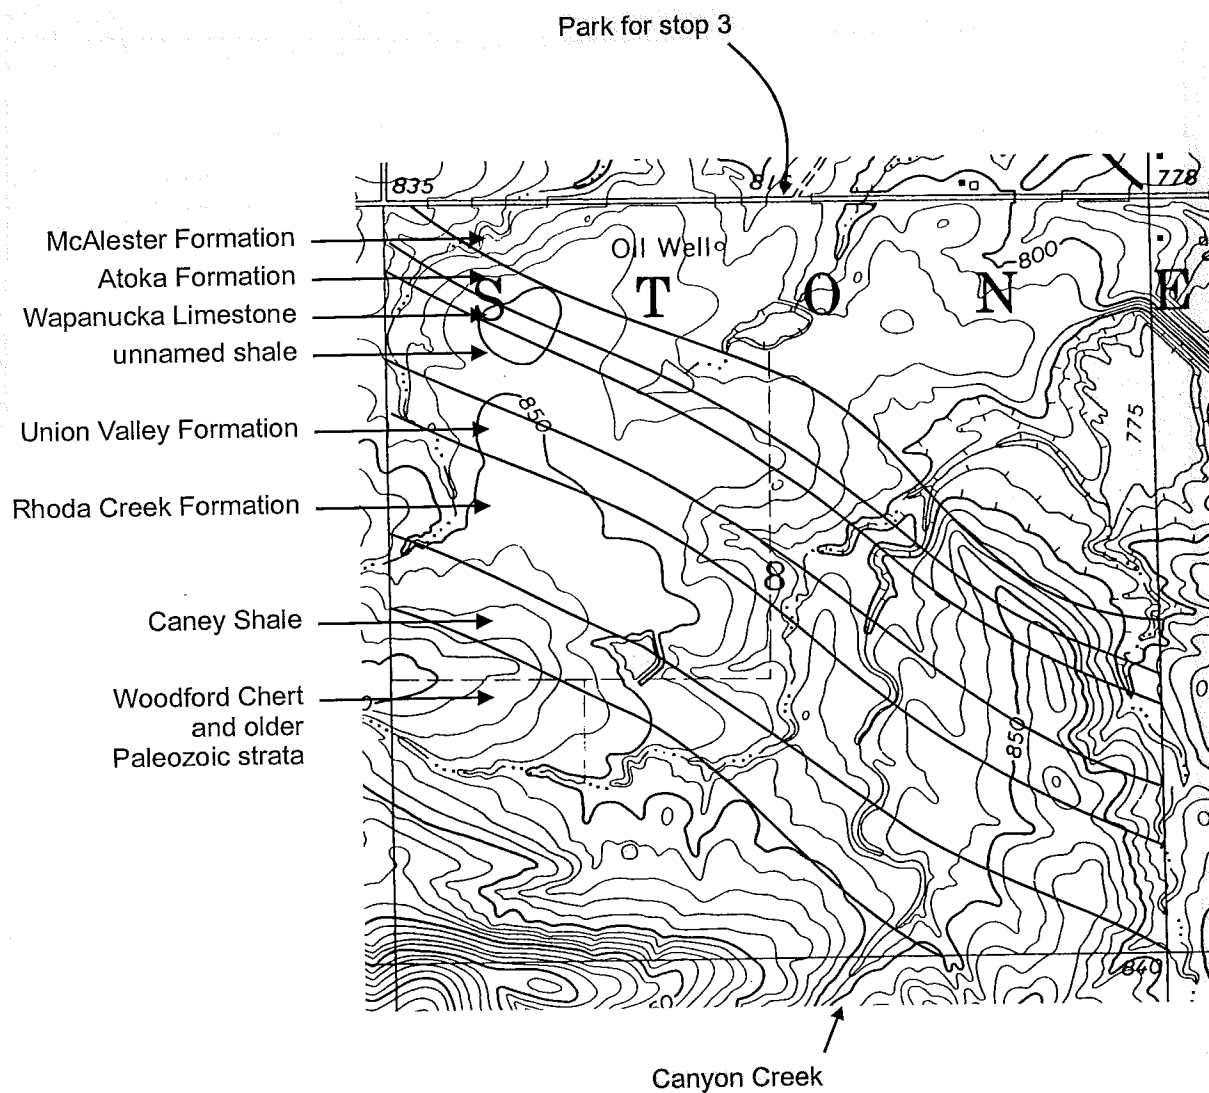 Park for stop 3
835
778
McAlester Formation
Oil Well
800
Atoka Formation
S T O N E
Wapanucka Limestone
unnamed shale
850
775
Union Valley Formation
Rhoda Creek Formation
8
Caney Shale
Woodford Chert
and older
Paleozoic strata
850
840
Canyon Creek